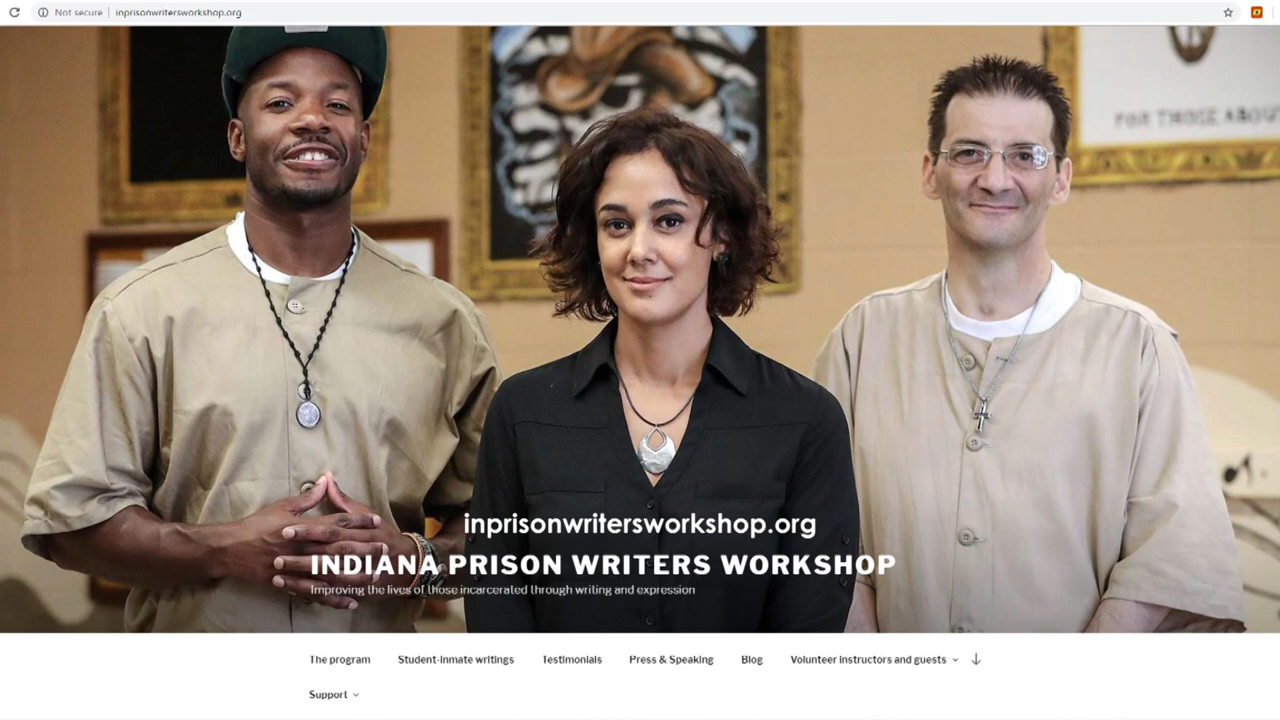 Not secure | inprisonwritersworkshop.org
FOR THOSE ABOU
inprisonwritersworkshop.org
INDIANA PRISON WRITERS WORKSHOP
Improving the lives of those incarcerated through writing and expression
The program Student-inmate writings Testimonials Press & Speaking Blog Volunteer instructors and guests
Support